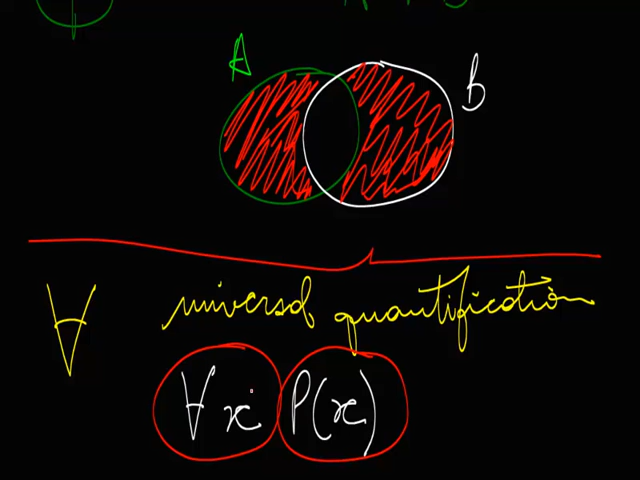 A B
∀ universal quantification
∀x P(x)